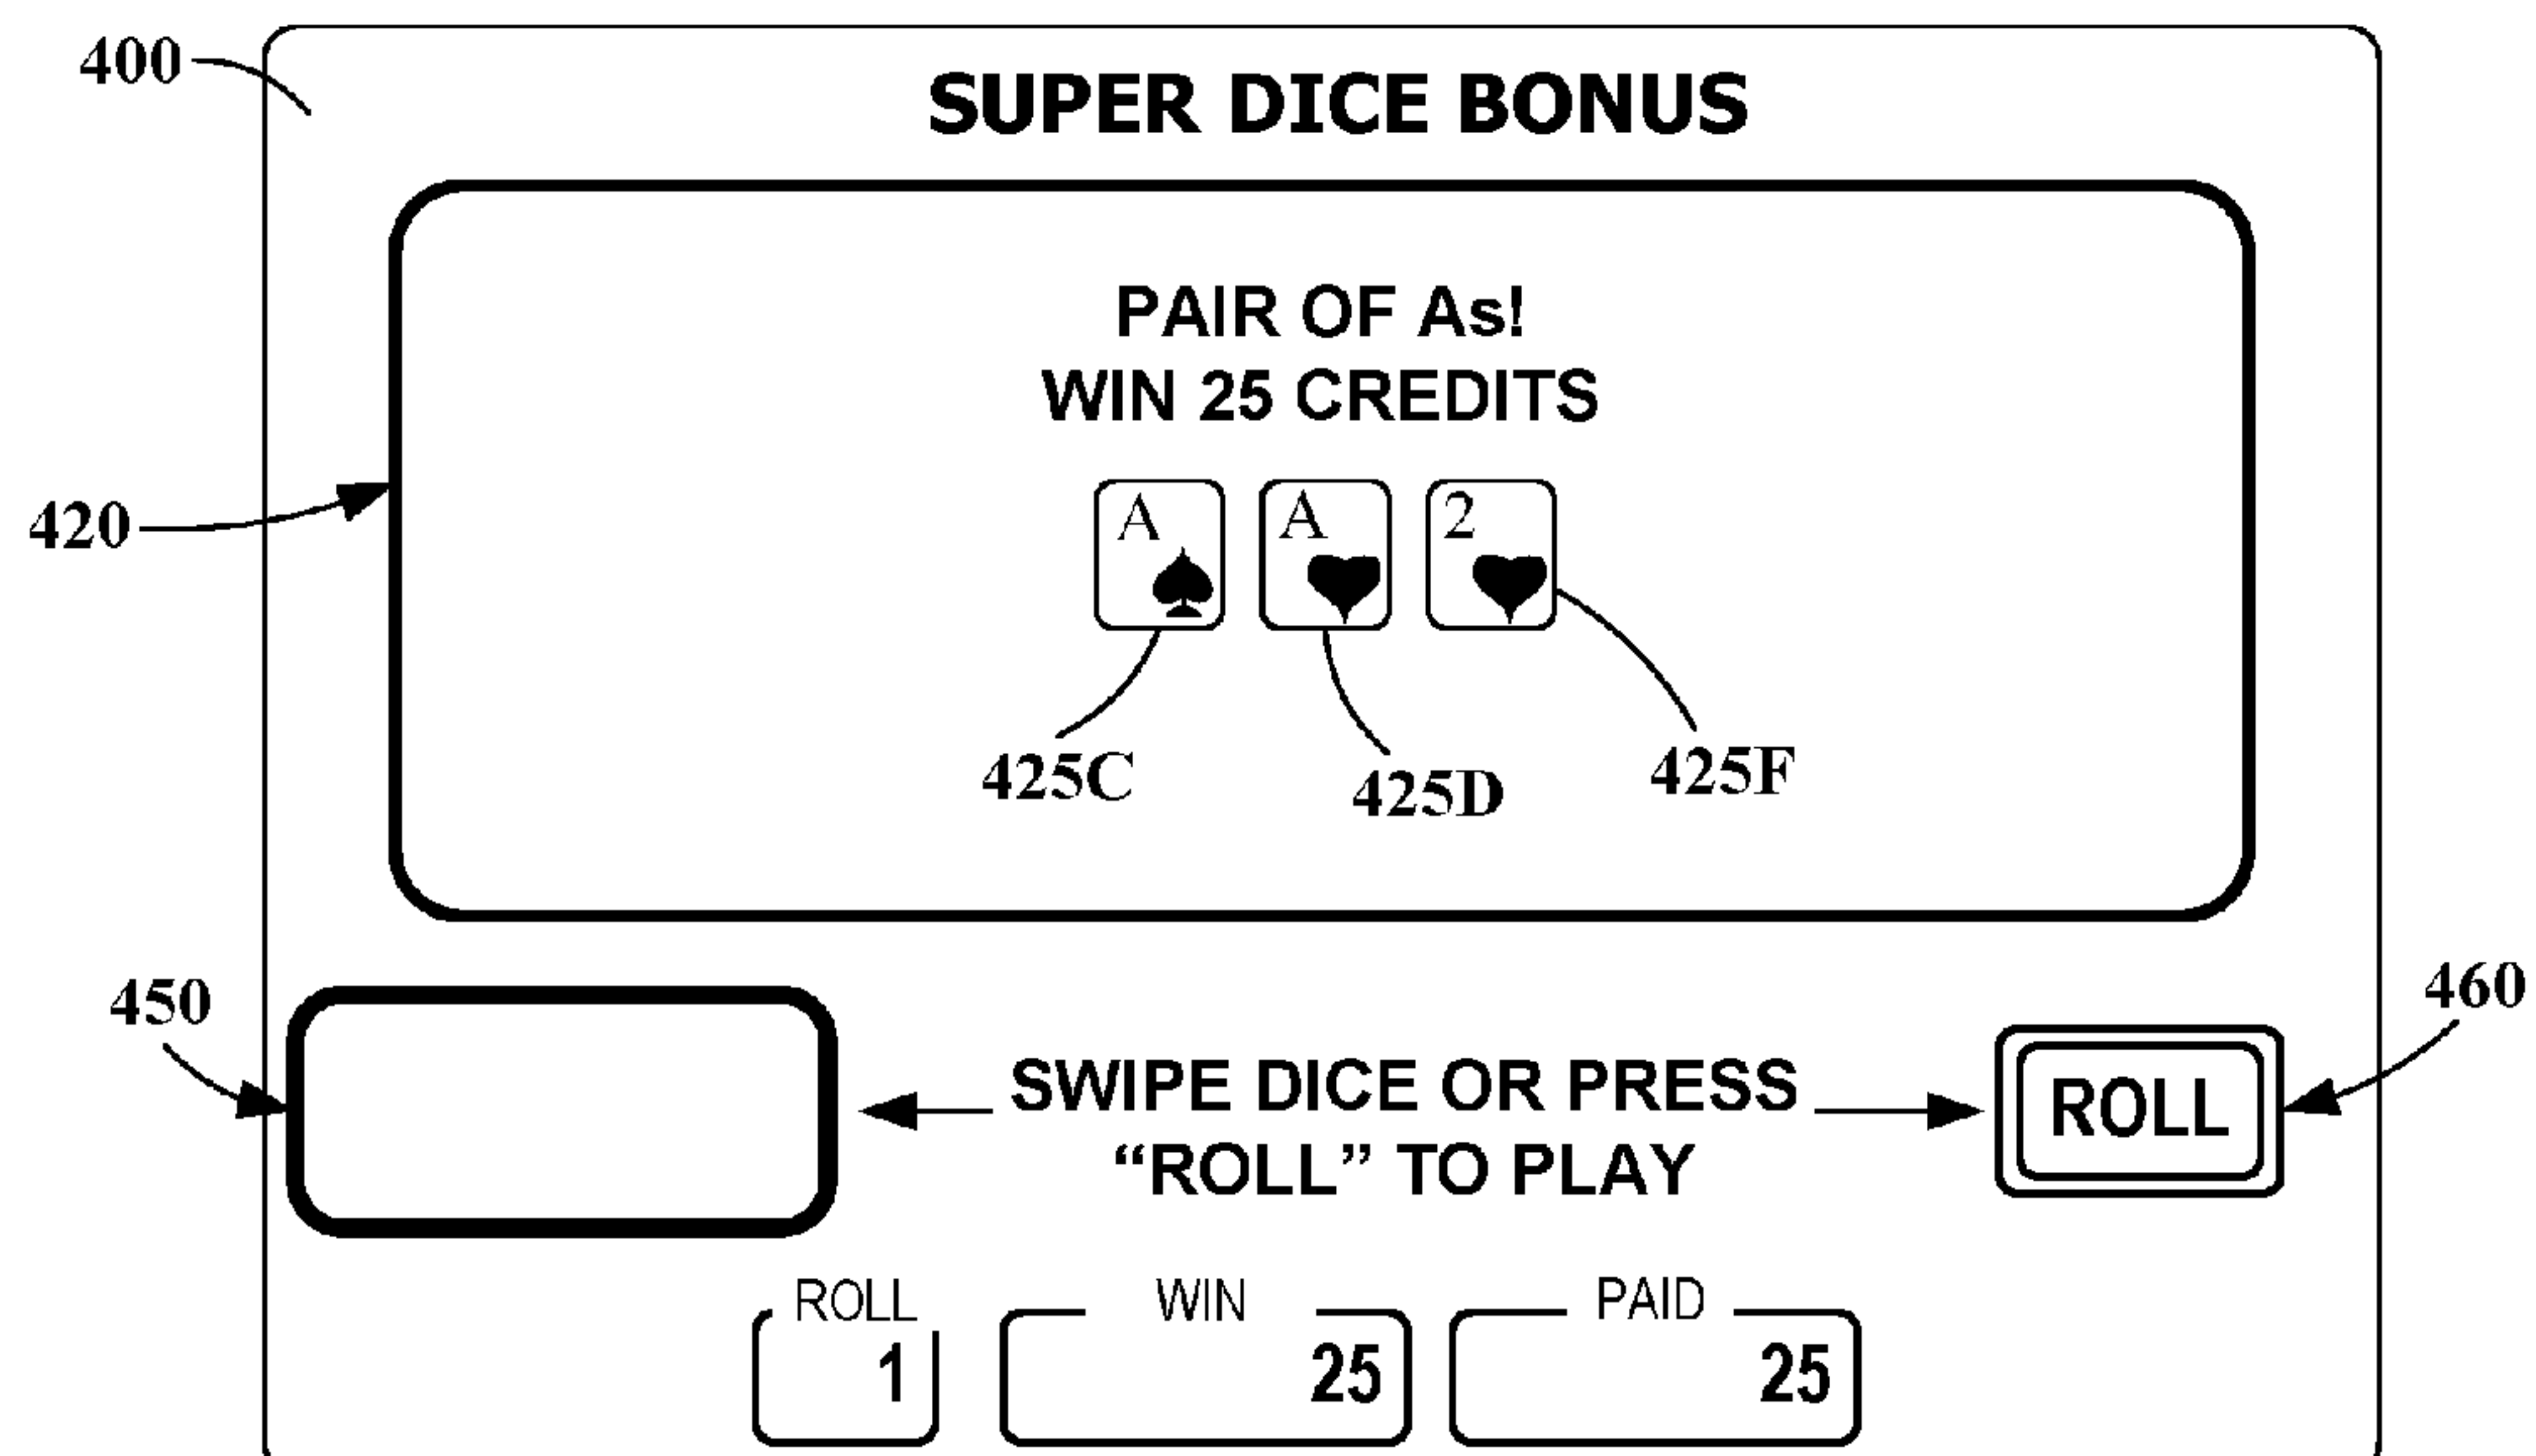 400
SUPER DICE BONUS
PAIR OF As!
WIN 25 CREDITS
420
A A 2
425C 425D 425F
450
460
SWIPE DICE OR PRESS
“ROLL” TO PLAY
ROLL
ROLL WIN PAID
1 25 25